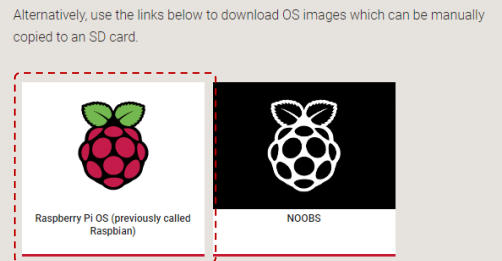 Alternatively, use the links below to download OS images which can be manually
copied to an SD card.
Raspberry Pi OS (previously called
Raspbian)
NOOBS